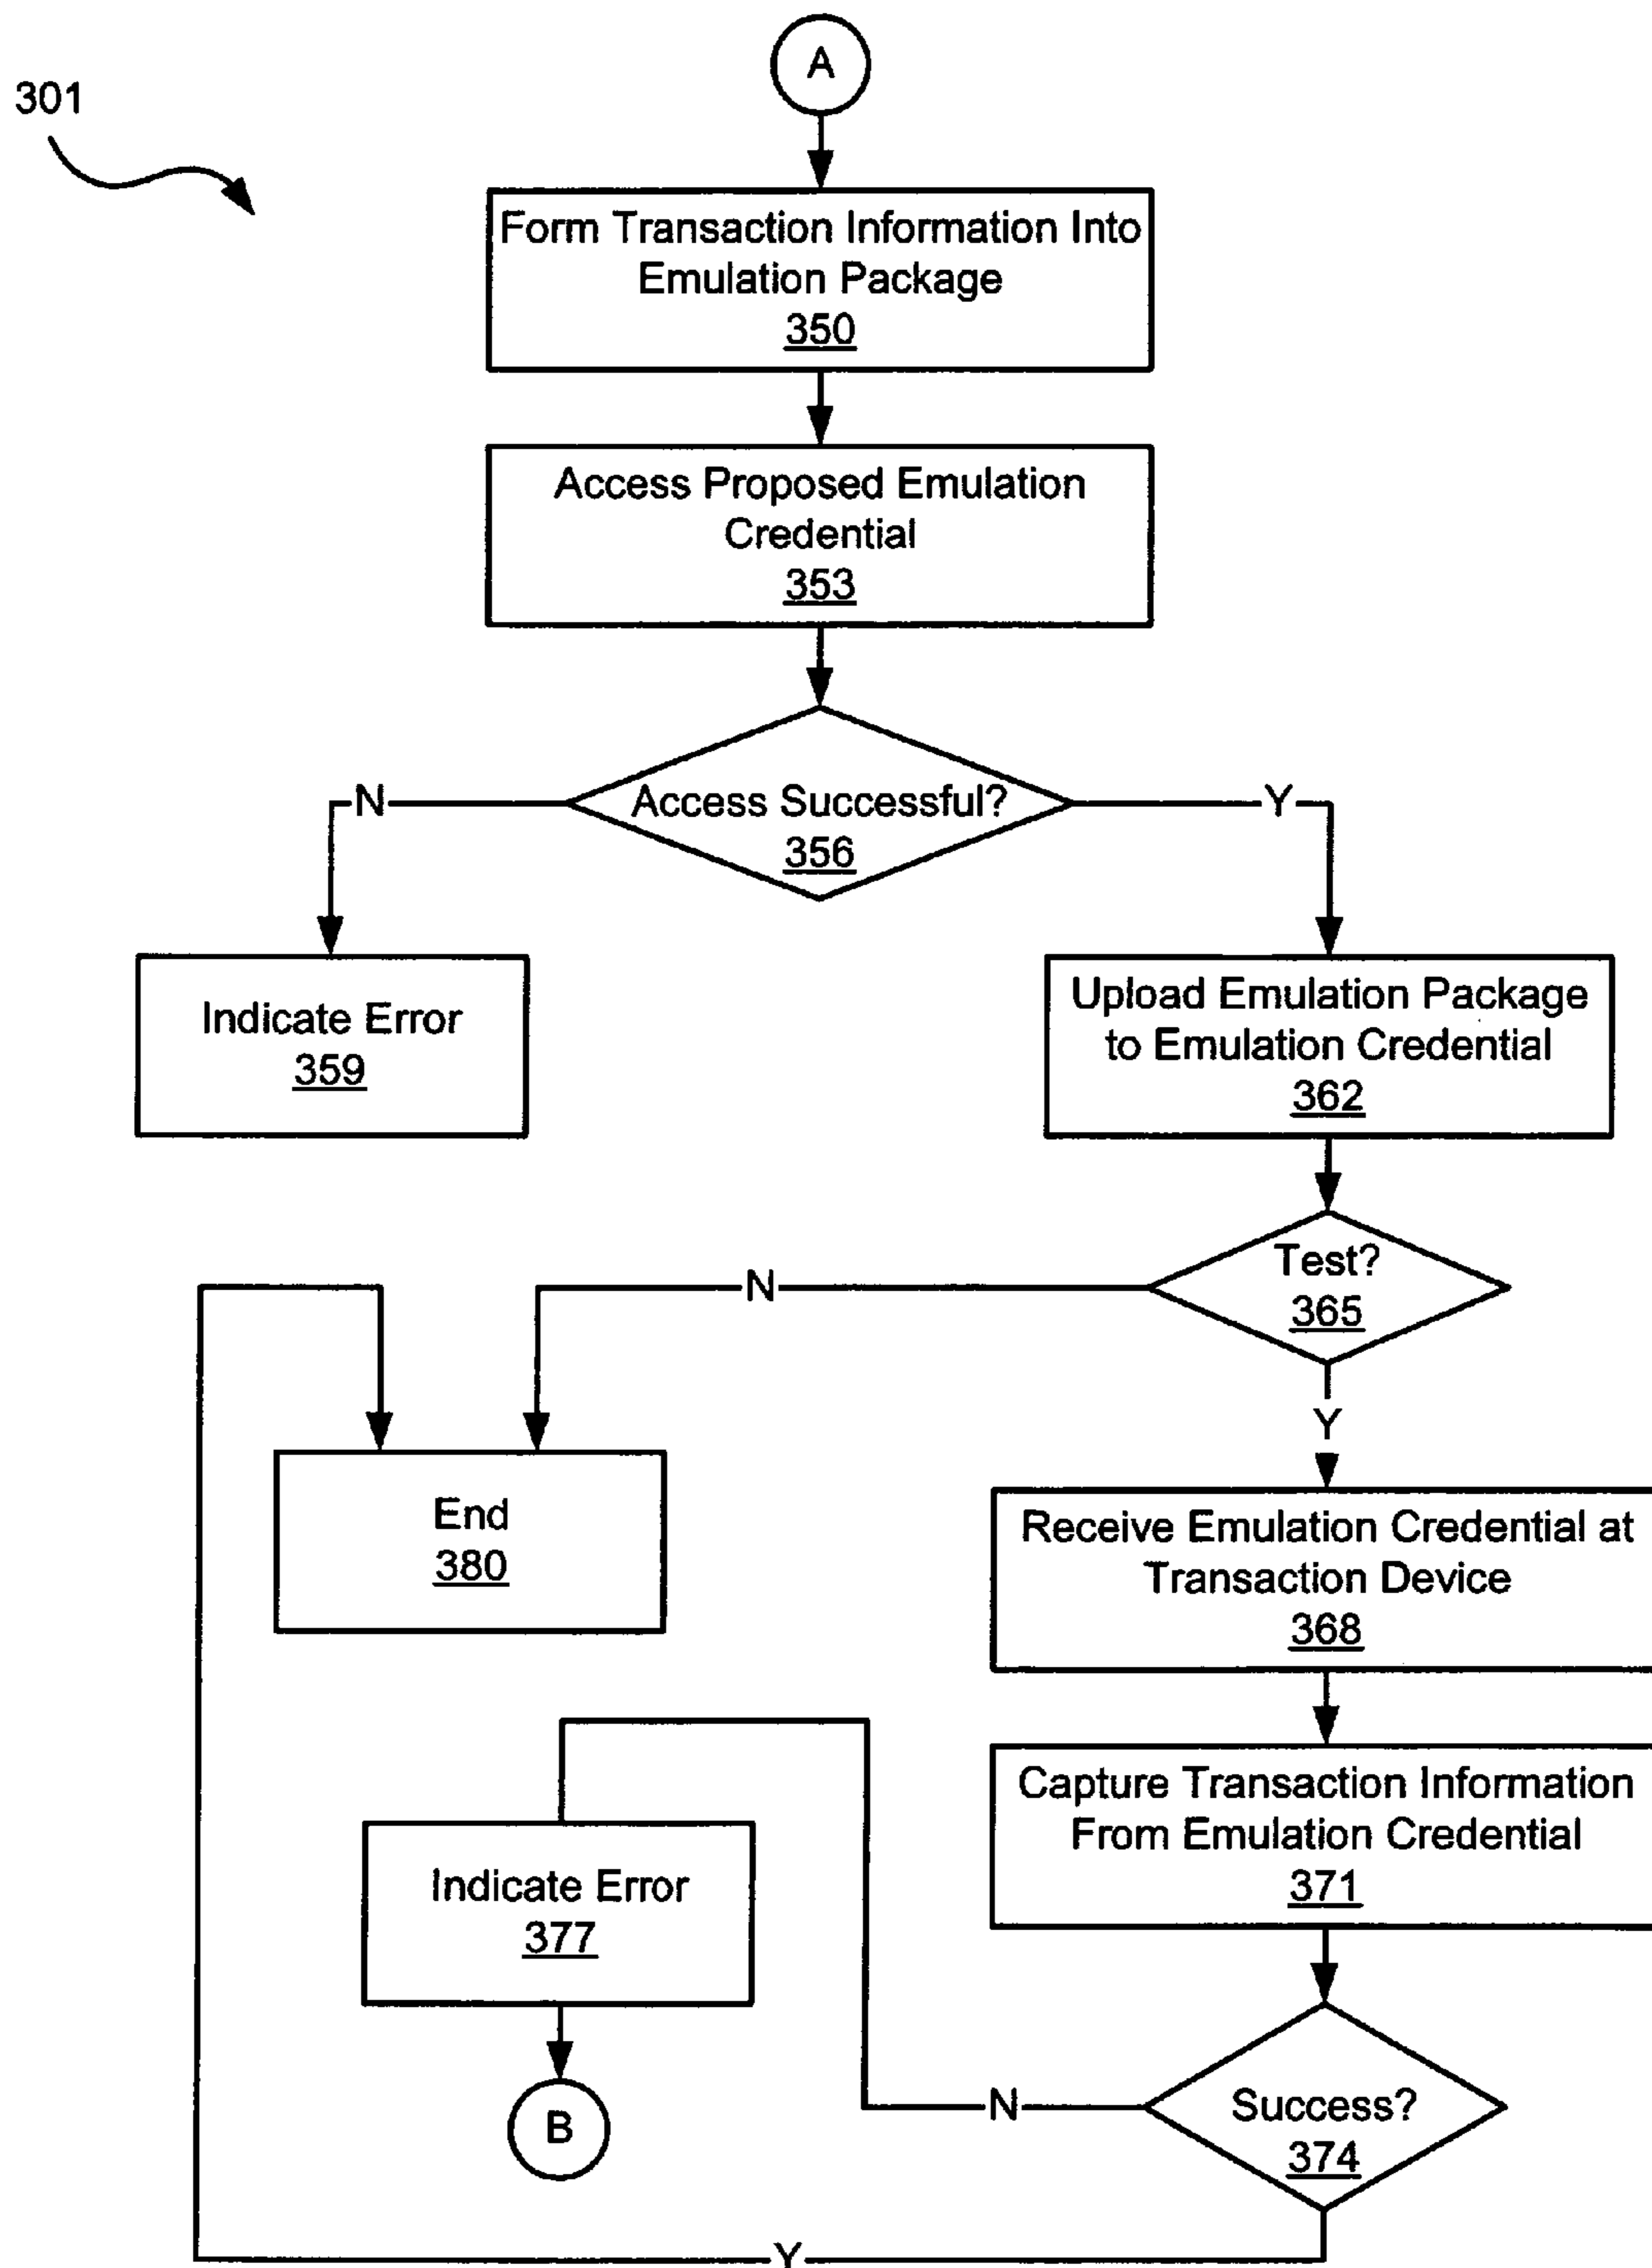 A
301
Form Transaction Information Into
Emulation Package
350
Access Proposed Emulation
Credential
353
N
Access Successful?
356
Y
Indicate Error
359
Upload Emulation Package
to Emulation Credential
362
Test?
365
N
Y
End
380
Receive Emulation Credential at
Transaction Device
368
Capture Transaction Information
From Emulation Credential
371
Indicate Error
377
B
N
Success?
374
Y